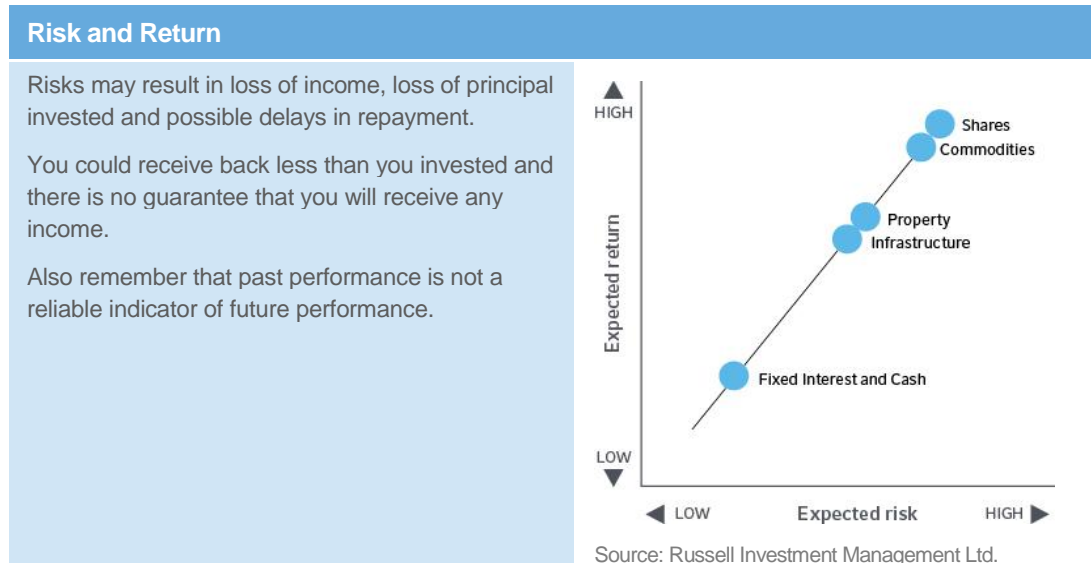 Risk and Return
Risks may result in loss of income, loss of principal
invested and possible delays in repayment.
You could receive back less than you invested and
there is no guarantee that you will receive any
income.
Also remember that past performance is not a
reliable indicator of future performance.
HIGH
Shares
Commodities
Property
Infrastructure
Expected return
Fixed Interest and Cash
LOW
LOW Expected risk HIGH
Source: Russell Investment Management Ltd.